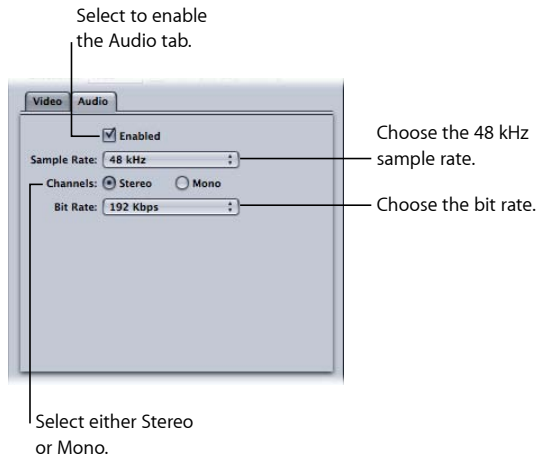 Select to enable
the Audio tab.
Video Audio
Enabled
Sample Rate: 48 kHz
Channels: Stereo Mono
Bit Rate: 192 Kbps
Choose the 48 kHz
sample rate.
Choose the bit rate.
Select either Stereo
or Mono.